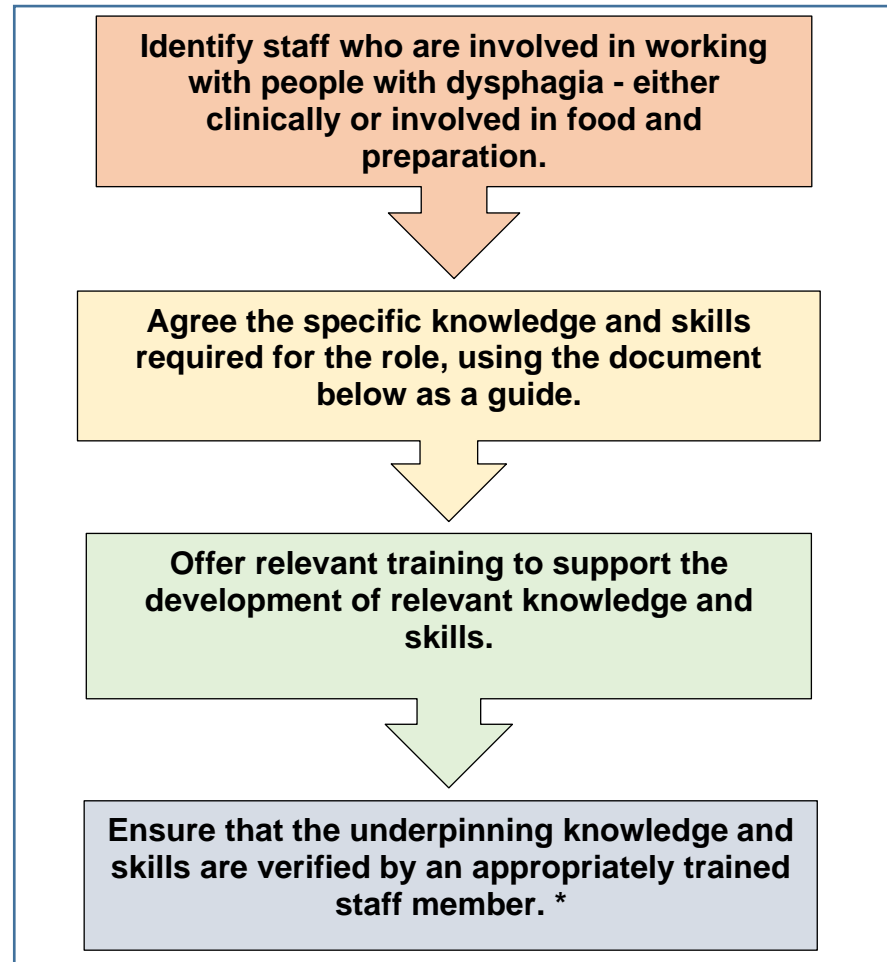 Identify staff who are involved in working
with people with dysphagia - either
clinically or involved in food and
preparation.
Agree the specific knowledge and skills
required for the role, using the document
below as a guide.
Offer relevant training to support the
development of relevant knowledge and
skills.
Ensure that the underpinning knowledge and
skills are verified by an appropriately trained
staff member. *